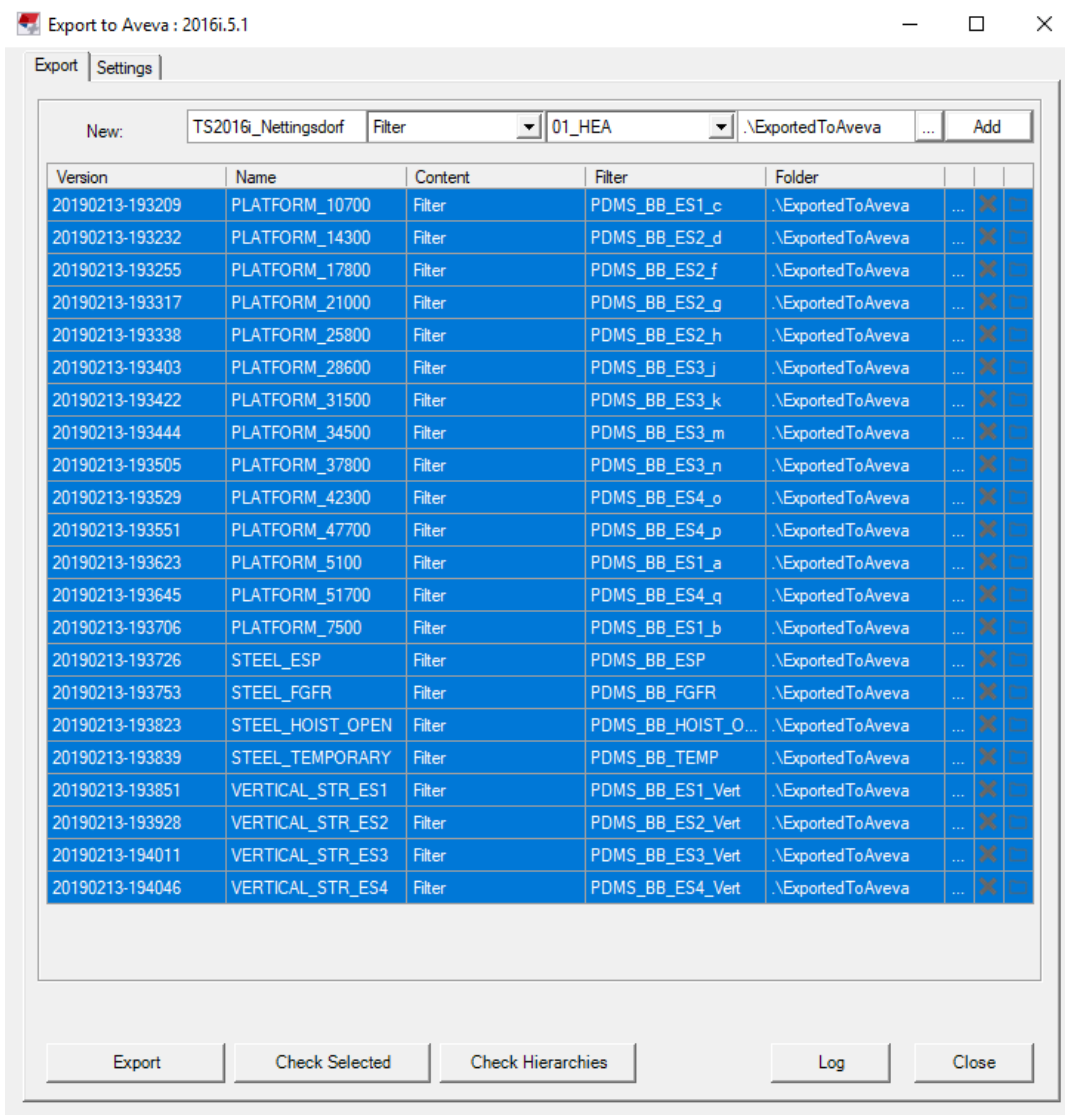 Export to Aveva : 2016i.5.1
Export Settings
New: TS2016i_Nettingsdorf Filter 01_HEA .\ExportedToAveva ... Add
Version Name Content Filter Folder
20190213-193209 PLATFORM_10700 Filter PDMS_BB_ES1_c .\ExportedToAveva ...
20190213-193232 PLATFORM_14300 Filter PDMS_BB_ES2_d .\ExportedToAveva ...
20190213-193255 PLATFORM_17800 Filter PDMS_BB_ES2_f .\ExportedToAveva ...
20190213-193317 PLATFORM_21000 Filter PDMS_BB_ES2_g .\ExportedToAveva ...
20190213-193338 PLATFORM_25800 Filter PDMS_BB_ES2_h .\ExportedToAveva ...
20190213-193403 PLATFORM_28600 Filter PDMS_BB_ES3_j .\ExportedToAveva ...
20190213-193422 PLATFORM_31500 Filter PDMS_BB_ES3_k .\ExportedToAveva ...
20190213-193444 PLATFORM_34500 Filter PDMS_BB_ES3_m .\ExportedToAveva ...
20190213-193505 PLATFORM_37800 Filter PDMS_BB_ES3_n .\ExportedToAveva ...
20190213-193529 PLATFORM_42300 Filter PDMS_BB_ES4_o .\ExportedToAveva ...
20190213-193551 PLATFORM_47700 Filter PDMS_BB_ES4_p .\ExportedToAveva ...
20190213-193623 PLATFORM_5100 Filter PDMS_BB_ES1_a .\ExportedToAveva ...
20190213-193645 PLATFORM_51700 Filter PDMS_BB_ES4_q .\ExportedToAveva ...
20190213-193706 PLATFORM_7500 Filter PDMS_BB_ES1_b .\ExportedToAveva ...
20190213-193726 STEEL_ESP Filter PDMS_BB_ESP .\ExportedToAveva ...
20190213-193753 STEEL_FGFR Filter PDMS_BB_FGFR .\ExportedToAveva ...
20190213-193823 STEEL_HOIST_OPEN Filter PDMS_BB_HOIST_O... .\ExportedToAveva ...
20190213-193839 STEEL_TEMPORARY Filter PDMS_BB_TEMP .\ExportedToAveva ...
20190213-193851 VERTICAL_STR_ES1 Filter PDMS_BB_ES1_Vert .\ExportedToAveva ...
20190213-193928 VERTICAL_STR_ES2 Filter PDMS_BB_ES2_Vert .\ExportedToAveva ...
20190213-194011 VERTICAL_STR_ES3 Filter PDMS_BB_ES3_Vert .\ExportedToAveva ...
20190213-194046 VERTICAL_STR_ES4 Filter PDMS_BB_ES4_Vert .\ExportedToAveva ...
Export Check Selected Check Hierarchies Log Close